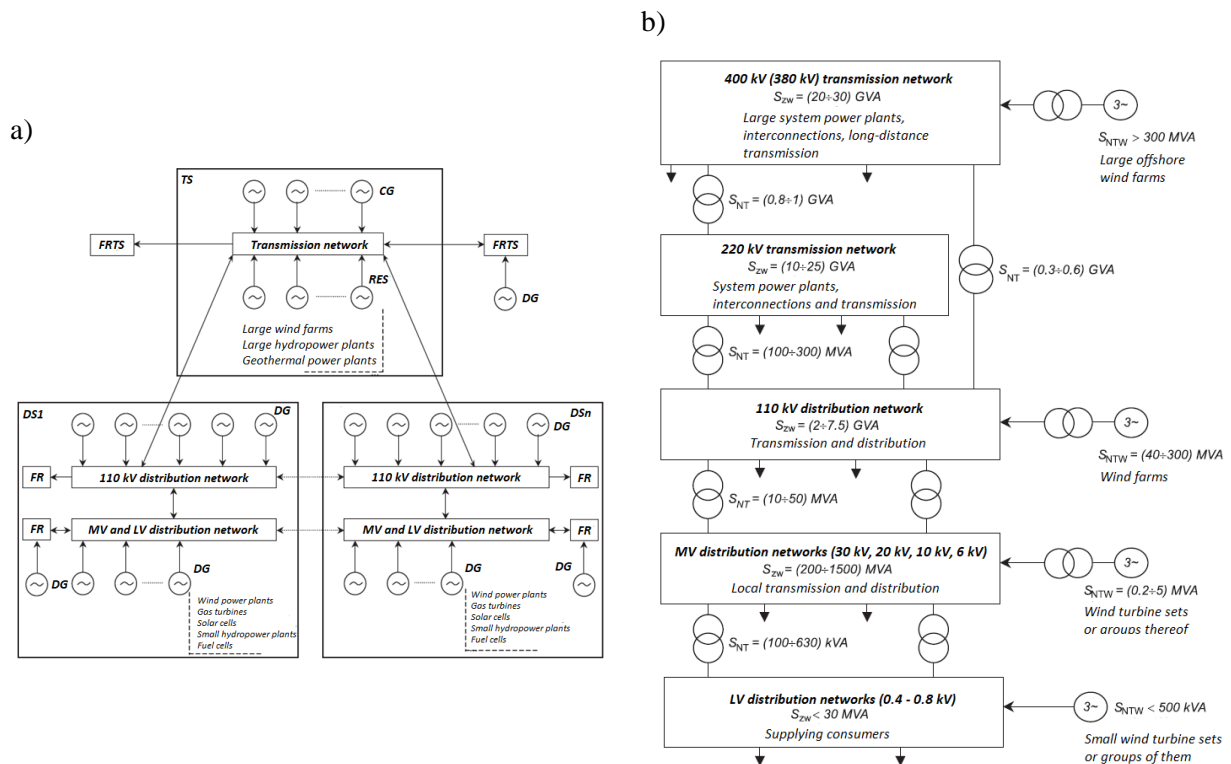 a)
TS
CG
FRTS
Transmission network
FRTS
RES
DG
Large wind farms
Large hydropower plants
Geothermal power plants
...
DS1
DG
FR
110 kV distribution network
FR
MV and LV distribution network
DG
DG
Wind power plants
Gas turbines
Solar cells
Small hydropower plants
Fuel cells
DSn
DG
110 kV distribution network
FR
MV and LV distribution network
FR
DG
DG
Wind power plants
Gas turbines
Solar cells
Small hydropower plants
Fuel cells
b)
400 kV (380 kV) transmission network
Szw = (20÷30) GVA
Large system power plants,
interconnections, long-distance
transmission
3~
SNTW > 300 MVA
Large offshore
wind farms
SNT = (0.8÷1) GVA
220 kV transmission network
Szw = (10÷25) GVA
System power plants,
interconnections and transmission
SNT = (0.3÷0.6) GVA
SNT = (100÷300) MVA
110 kV distribution network
Szw = (2÷7.5) GVA
Transmission and distribution
3~
SNTW = (40÷300) MVA
Wind farms
SNT = (10÷50) MVA
MV distribution networks (30 kV, 20 kV, 10 kV, 6 kV)
Szw = (200÷1500) MVA
Local transmission and distribution
3~
SNTW = (0.2÷5) MVA
Wind turbine sets
or groups thereof
SNT = (100÷630) kVA
LV distribution networks (0.4 - 0.8 kV)
Szw < 30 MVA
Supplying consumers
3~
SNTW < 500 kVA
Small wind turbine sets
or groups of them